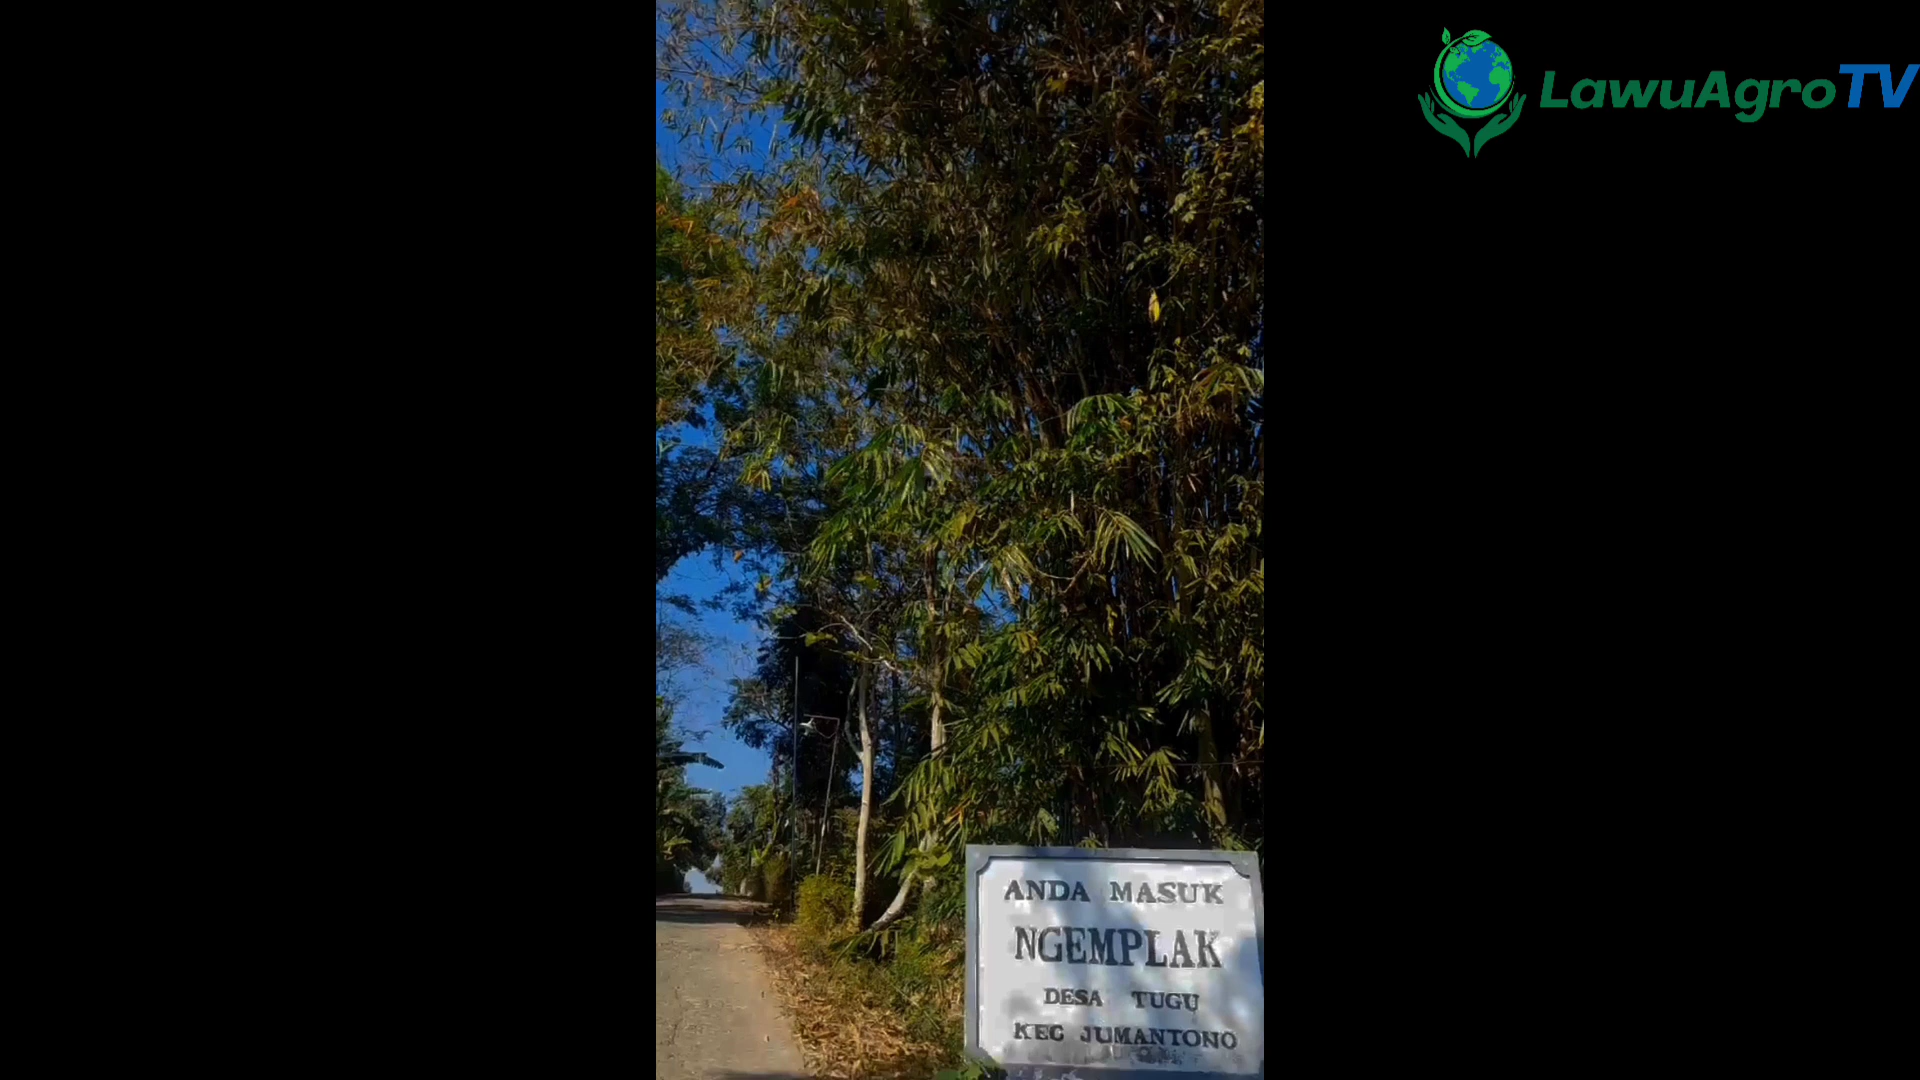 LawuAgroTV
ANDA MASUK
NGEMPLAK
DESA TUGU
KEC JUMANTONO